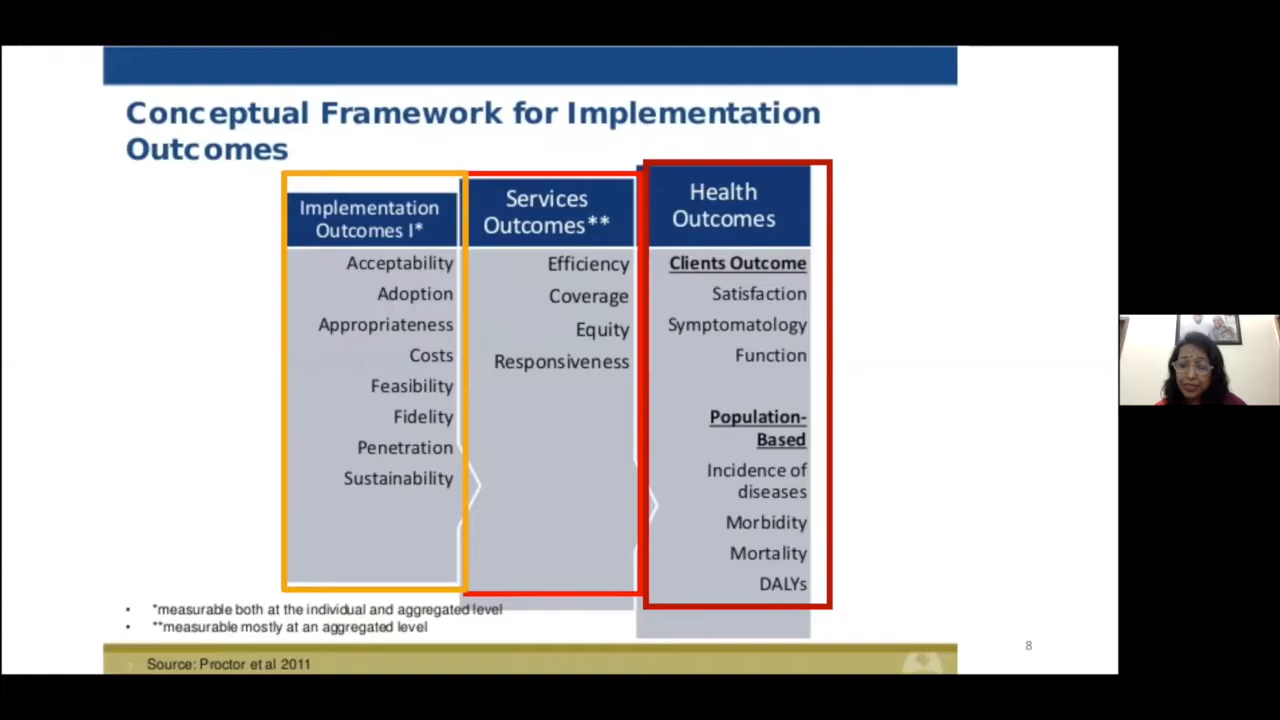 Conceptual Framework for Implementation
Outcomes
Implementation
Outcomes I*
Acceptability
Adoption
Appropriateness
Costs
Feasibility
Fidelity
Penetration
Sustainability
Services
Outcomes**
Efficiency
Coverage
Equity
Responsiveness
Health
Outcomes
Clients Outcome
Satisfaction
Symptomatology
Function
Population-
Based
Incidence of
diseases
Morbidity
Mortality
DALYs
• *measurable both at the individual and aggregated level
• **measurable mostly at an aggregated level
8
Source: Proctor et al 2011